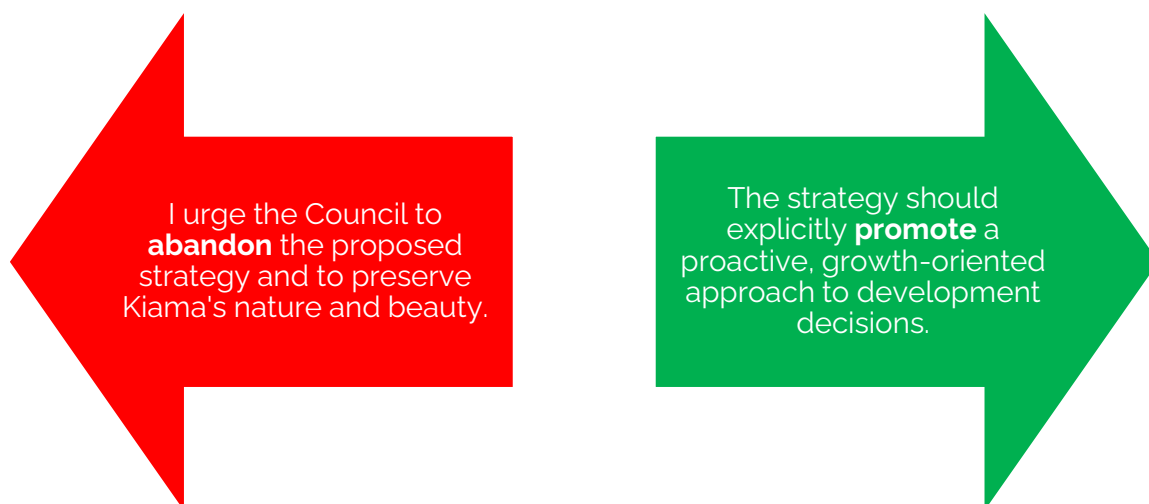 I urge the Council to
abandon the proposed
strategy and to preserve
Kiama's nature and beauty.
The strategy should
explicitly promote a
proactive, growth-oriented
approach to development
decisions.